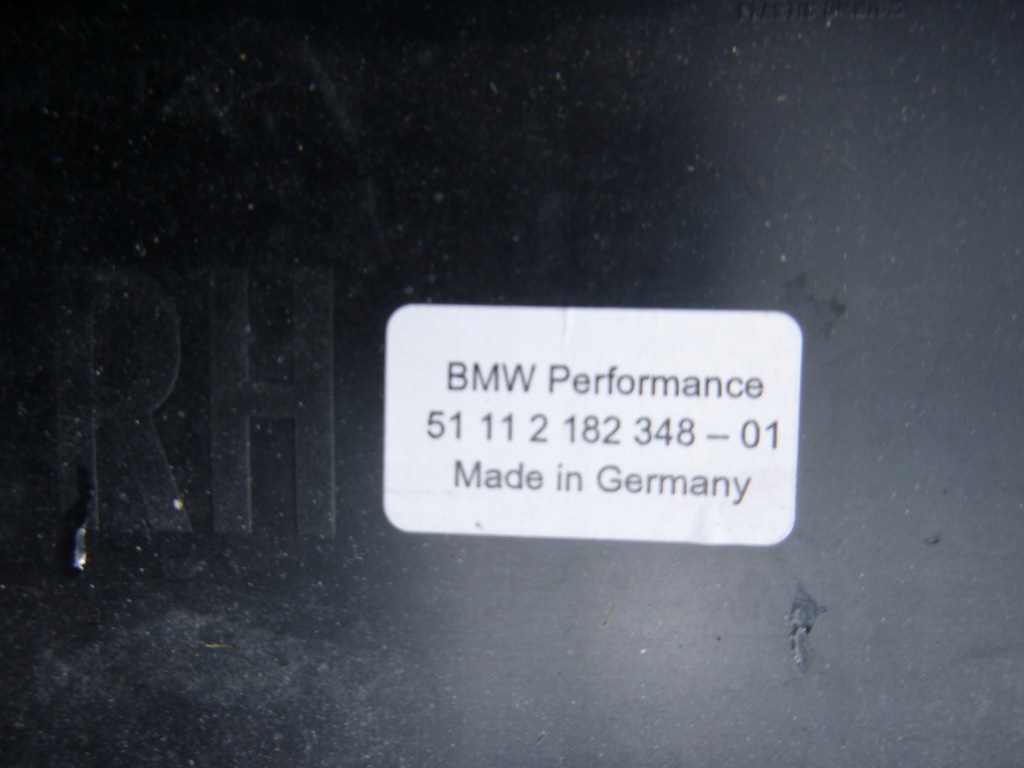 RH
BMW Performance
51 11 2 182 348 – 01
Made in Germany